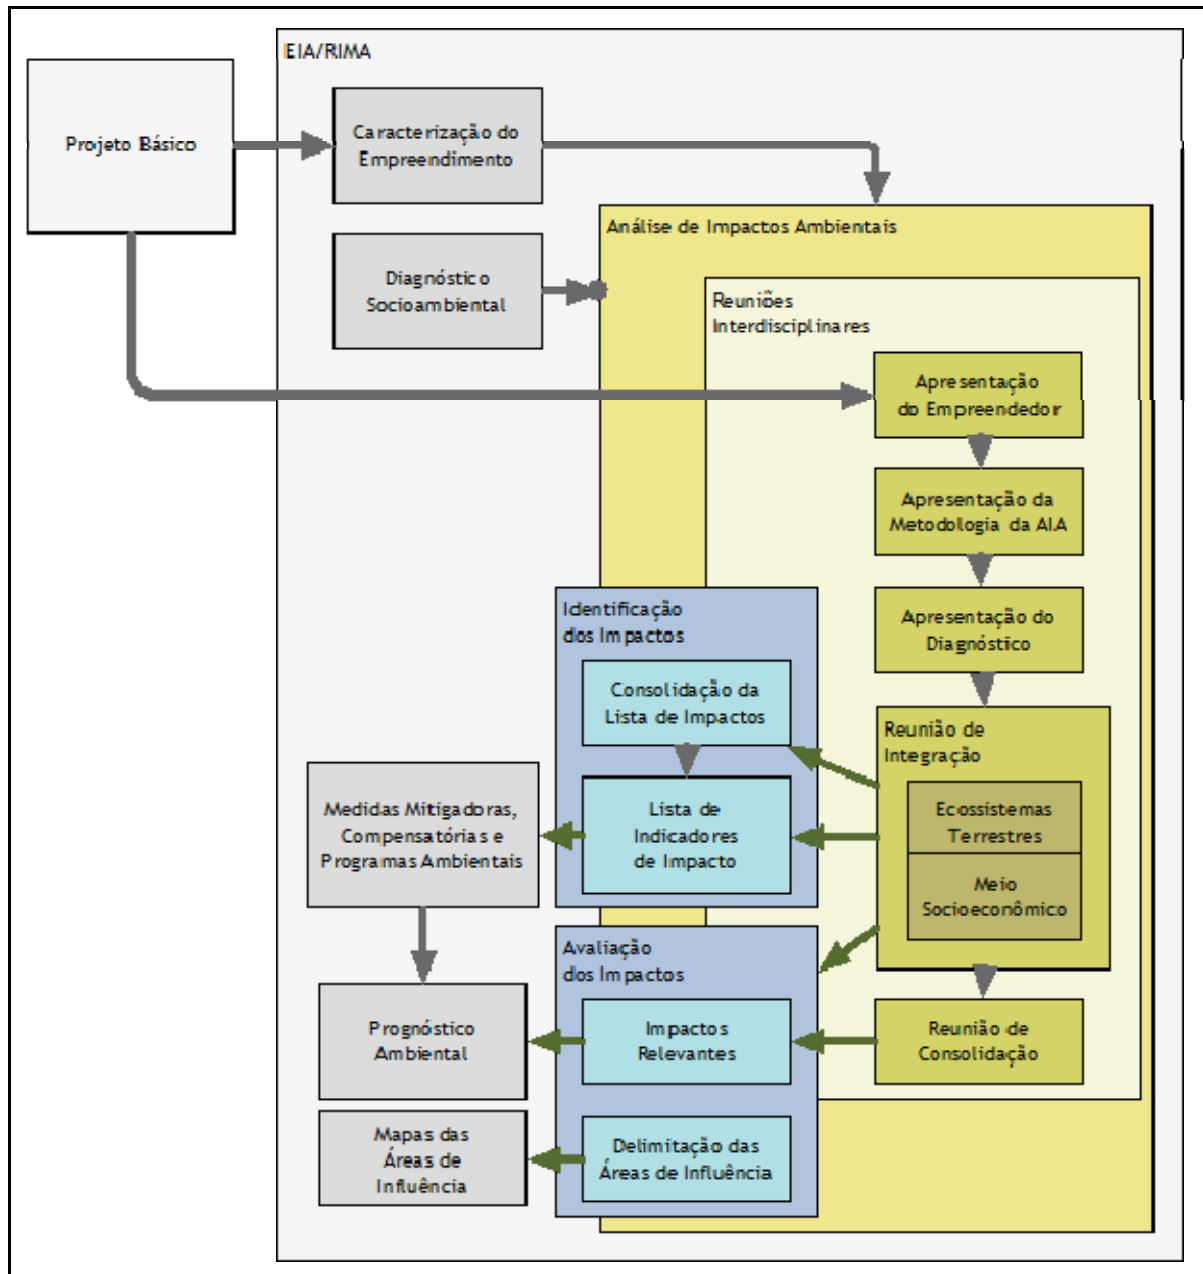 EIA/RIMA
Projeto Básico
Caracterização do
Empreendimento
Análise de Impactos Ambientais
Diagnóstico
Socioambiental
Reuniões
Interdisciplinares
Apresentação
do Empreendedor
Apresentação da
Metodologia da AIA
Apresentação do
Diagnóstico
Identificação
dos Impactos
Consolidação da
Lista de Impactos
Reunião de
Integração
Ecossistemas
Terrestres
Meio
Socioeconômico
Lista de
Indicadores
de Impacto
Medidas Mitigadoras,
Compensatórias e
Programas Ambientais
Avaliação
dos Impactos
Prognóstico
Ambiental
Impactos
Relevantes
Reunião de
Consolidação
Mapas das
Áreas de
Influência
Delimitação das
Áreas de Influência